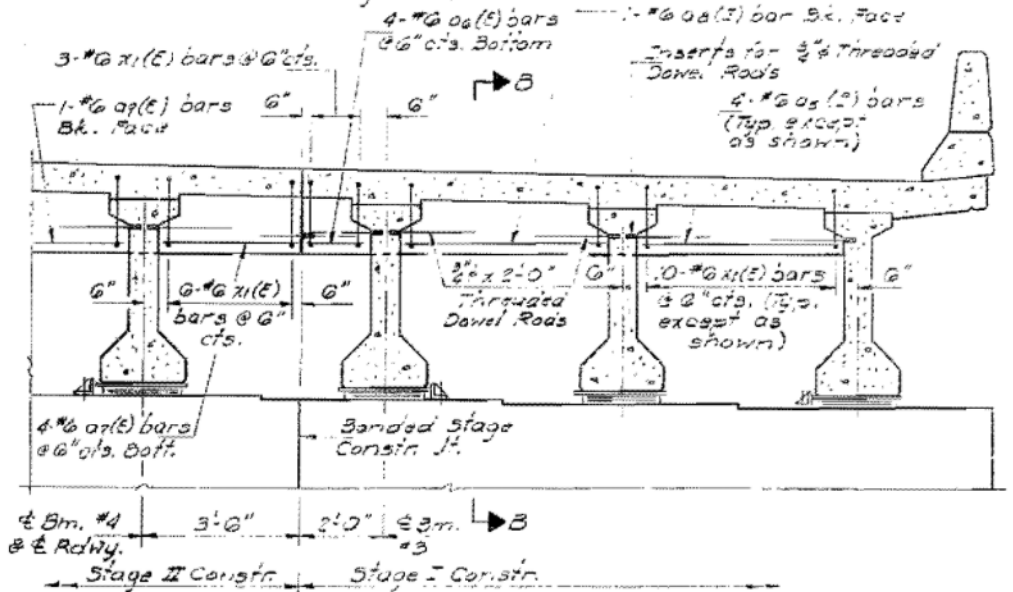 4-#6 a6(E) bars
@ 6" cts. Bottom
1-#6 a8(E) bar Bk. Face
3-#6 x1(E) bars @ 6" cts.
Inserts for ¾"φ Threaded
Dowel Rods
B
1-#6 a7(E) bars
Bk. Face
6"
6"
4-#6 a5(E) bars
(Typ. except
as shown)
¾"φ x 2'-0"
Threaded
Dowel Rods
6"
6-#6 x1(E)
bars @ 6"
cts.
6"
6"
10-#6 x1(E) bars
@ 6" cts. (Typ.
except as
shown)
6"
4-#6 a7(E) bars
@ 6" cts. Bott.
Bonded Stage
Constr. Jt.
℄ Bm. #4
& ℄ Rdwy.
3'-6"
2'-0"
℄ Bm.
#3
B
Stage II Constr.
Stage I Constr.